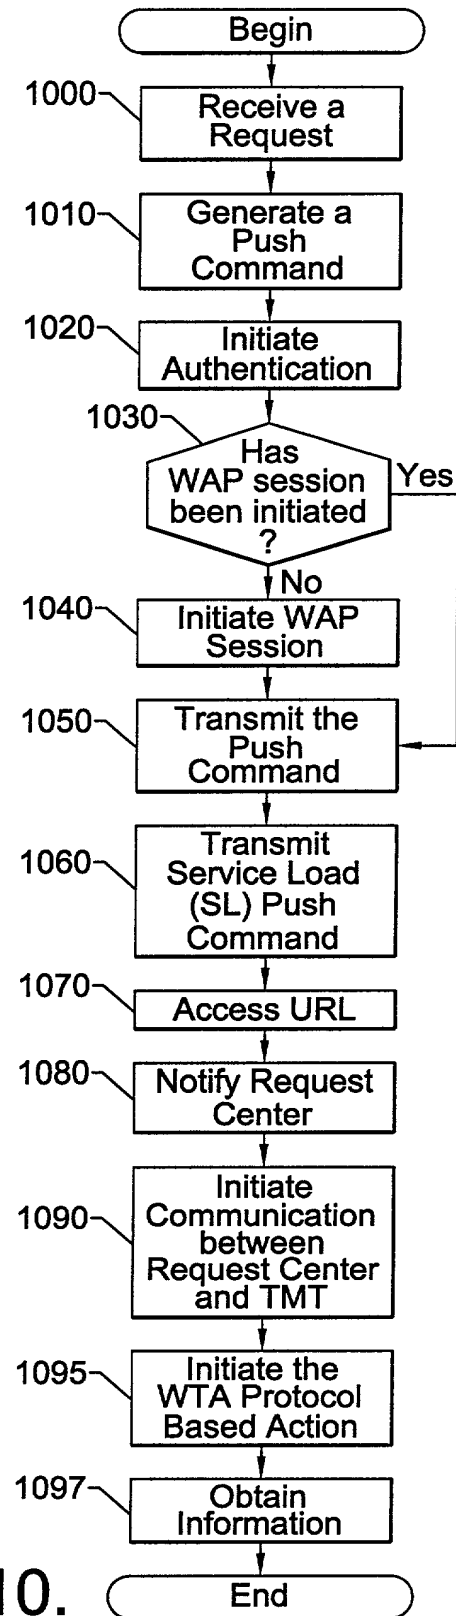 Begin
1000
Receive a
Request
1010
Generate a
Push
Command
1020
Initiate
Authentication
1030
Has
WAP session
been initiated
?
Yes
No
1040
Initiate WAP
Session
1050
Transmit the
Push
Command
1060
Transmit
Service Load
(SL) Push
Command
1070
Access URL
1080
Notify Request
Center
1090
Initiate
Communication
between
Request Center
and TMT
1095
Initiate the
WTA Protocol
Based Action
1097
Obtain
Information
10.
End